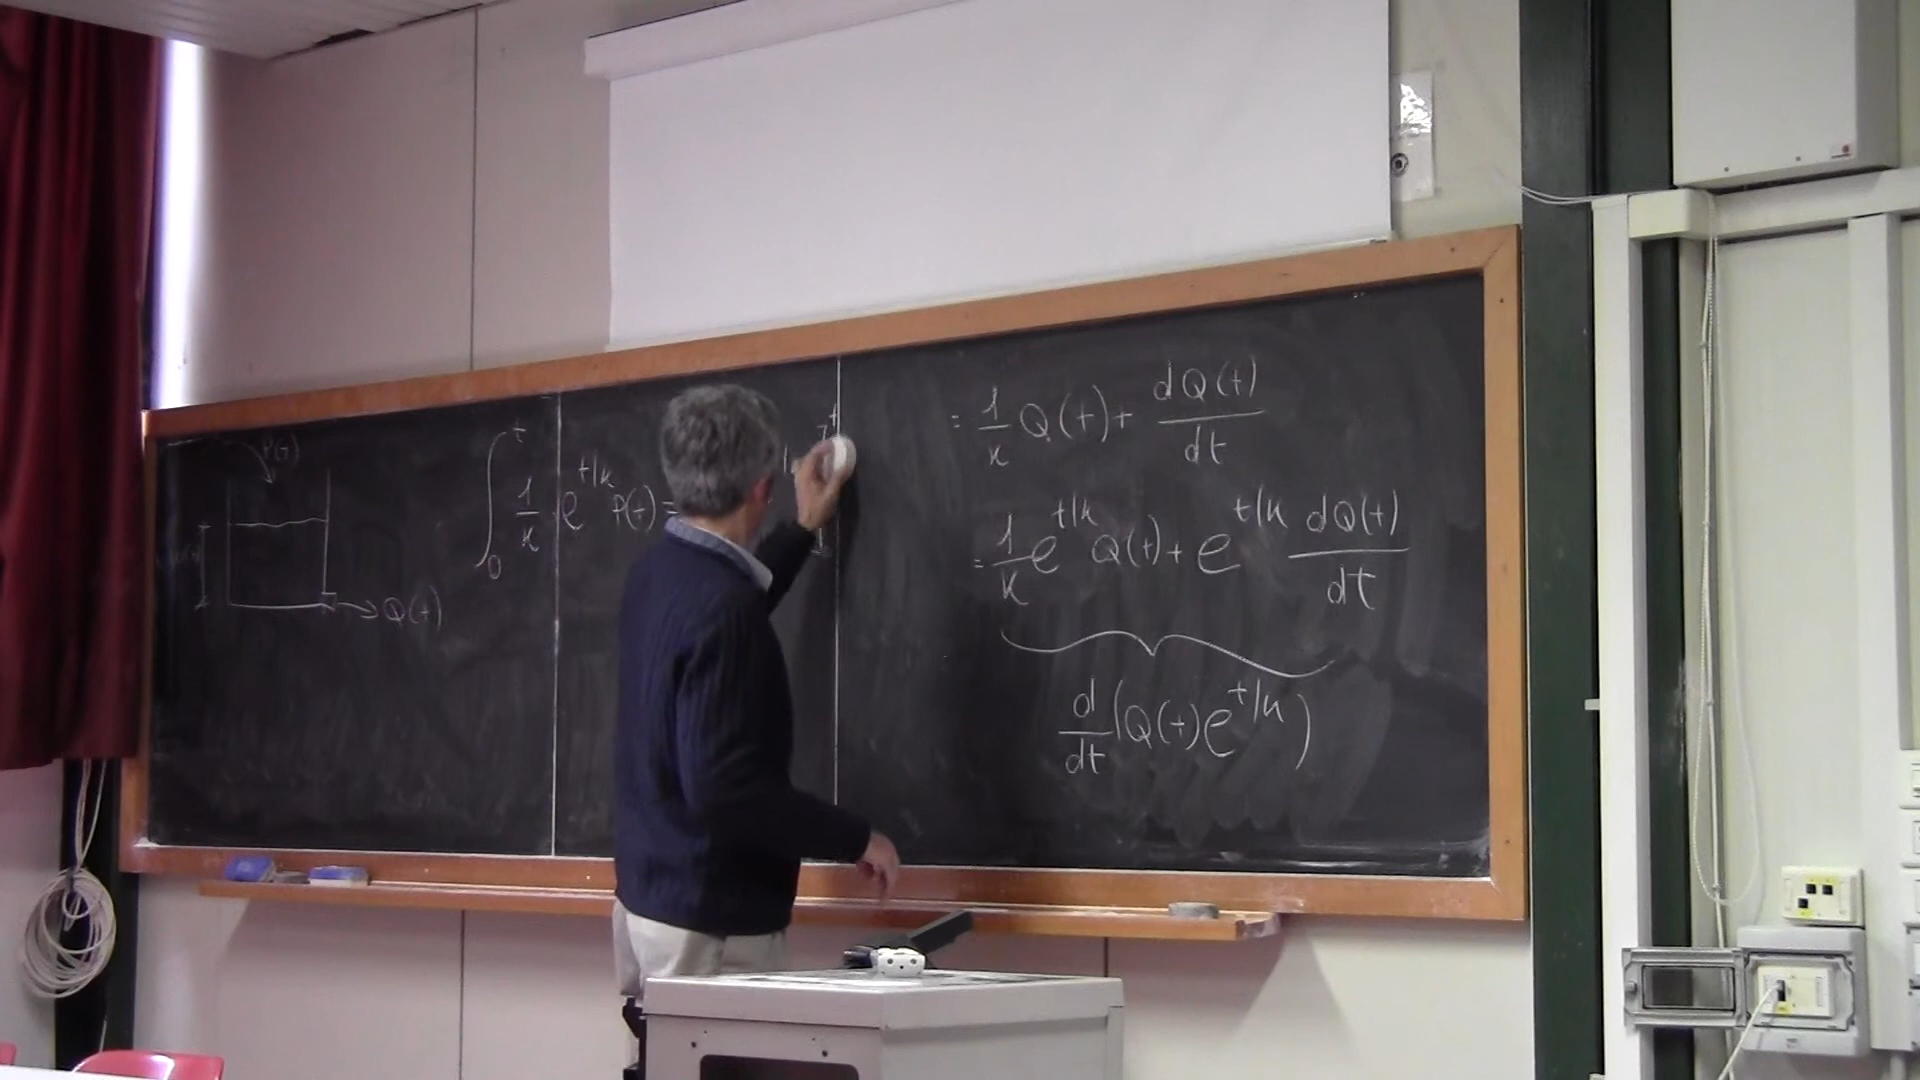 P(t)
Q(t)
∫₀ᵗ 1/k e^{t/k} P(t) =
= 1/k Q(t) + dQ(t)/dt
= 1/k e^{t/k} Q(t) + e^{t/k} dQ(t)/dt
d/dt (Q(t) e^{t/k})